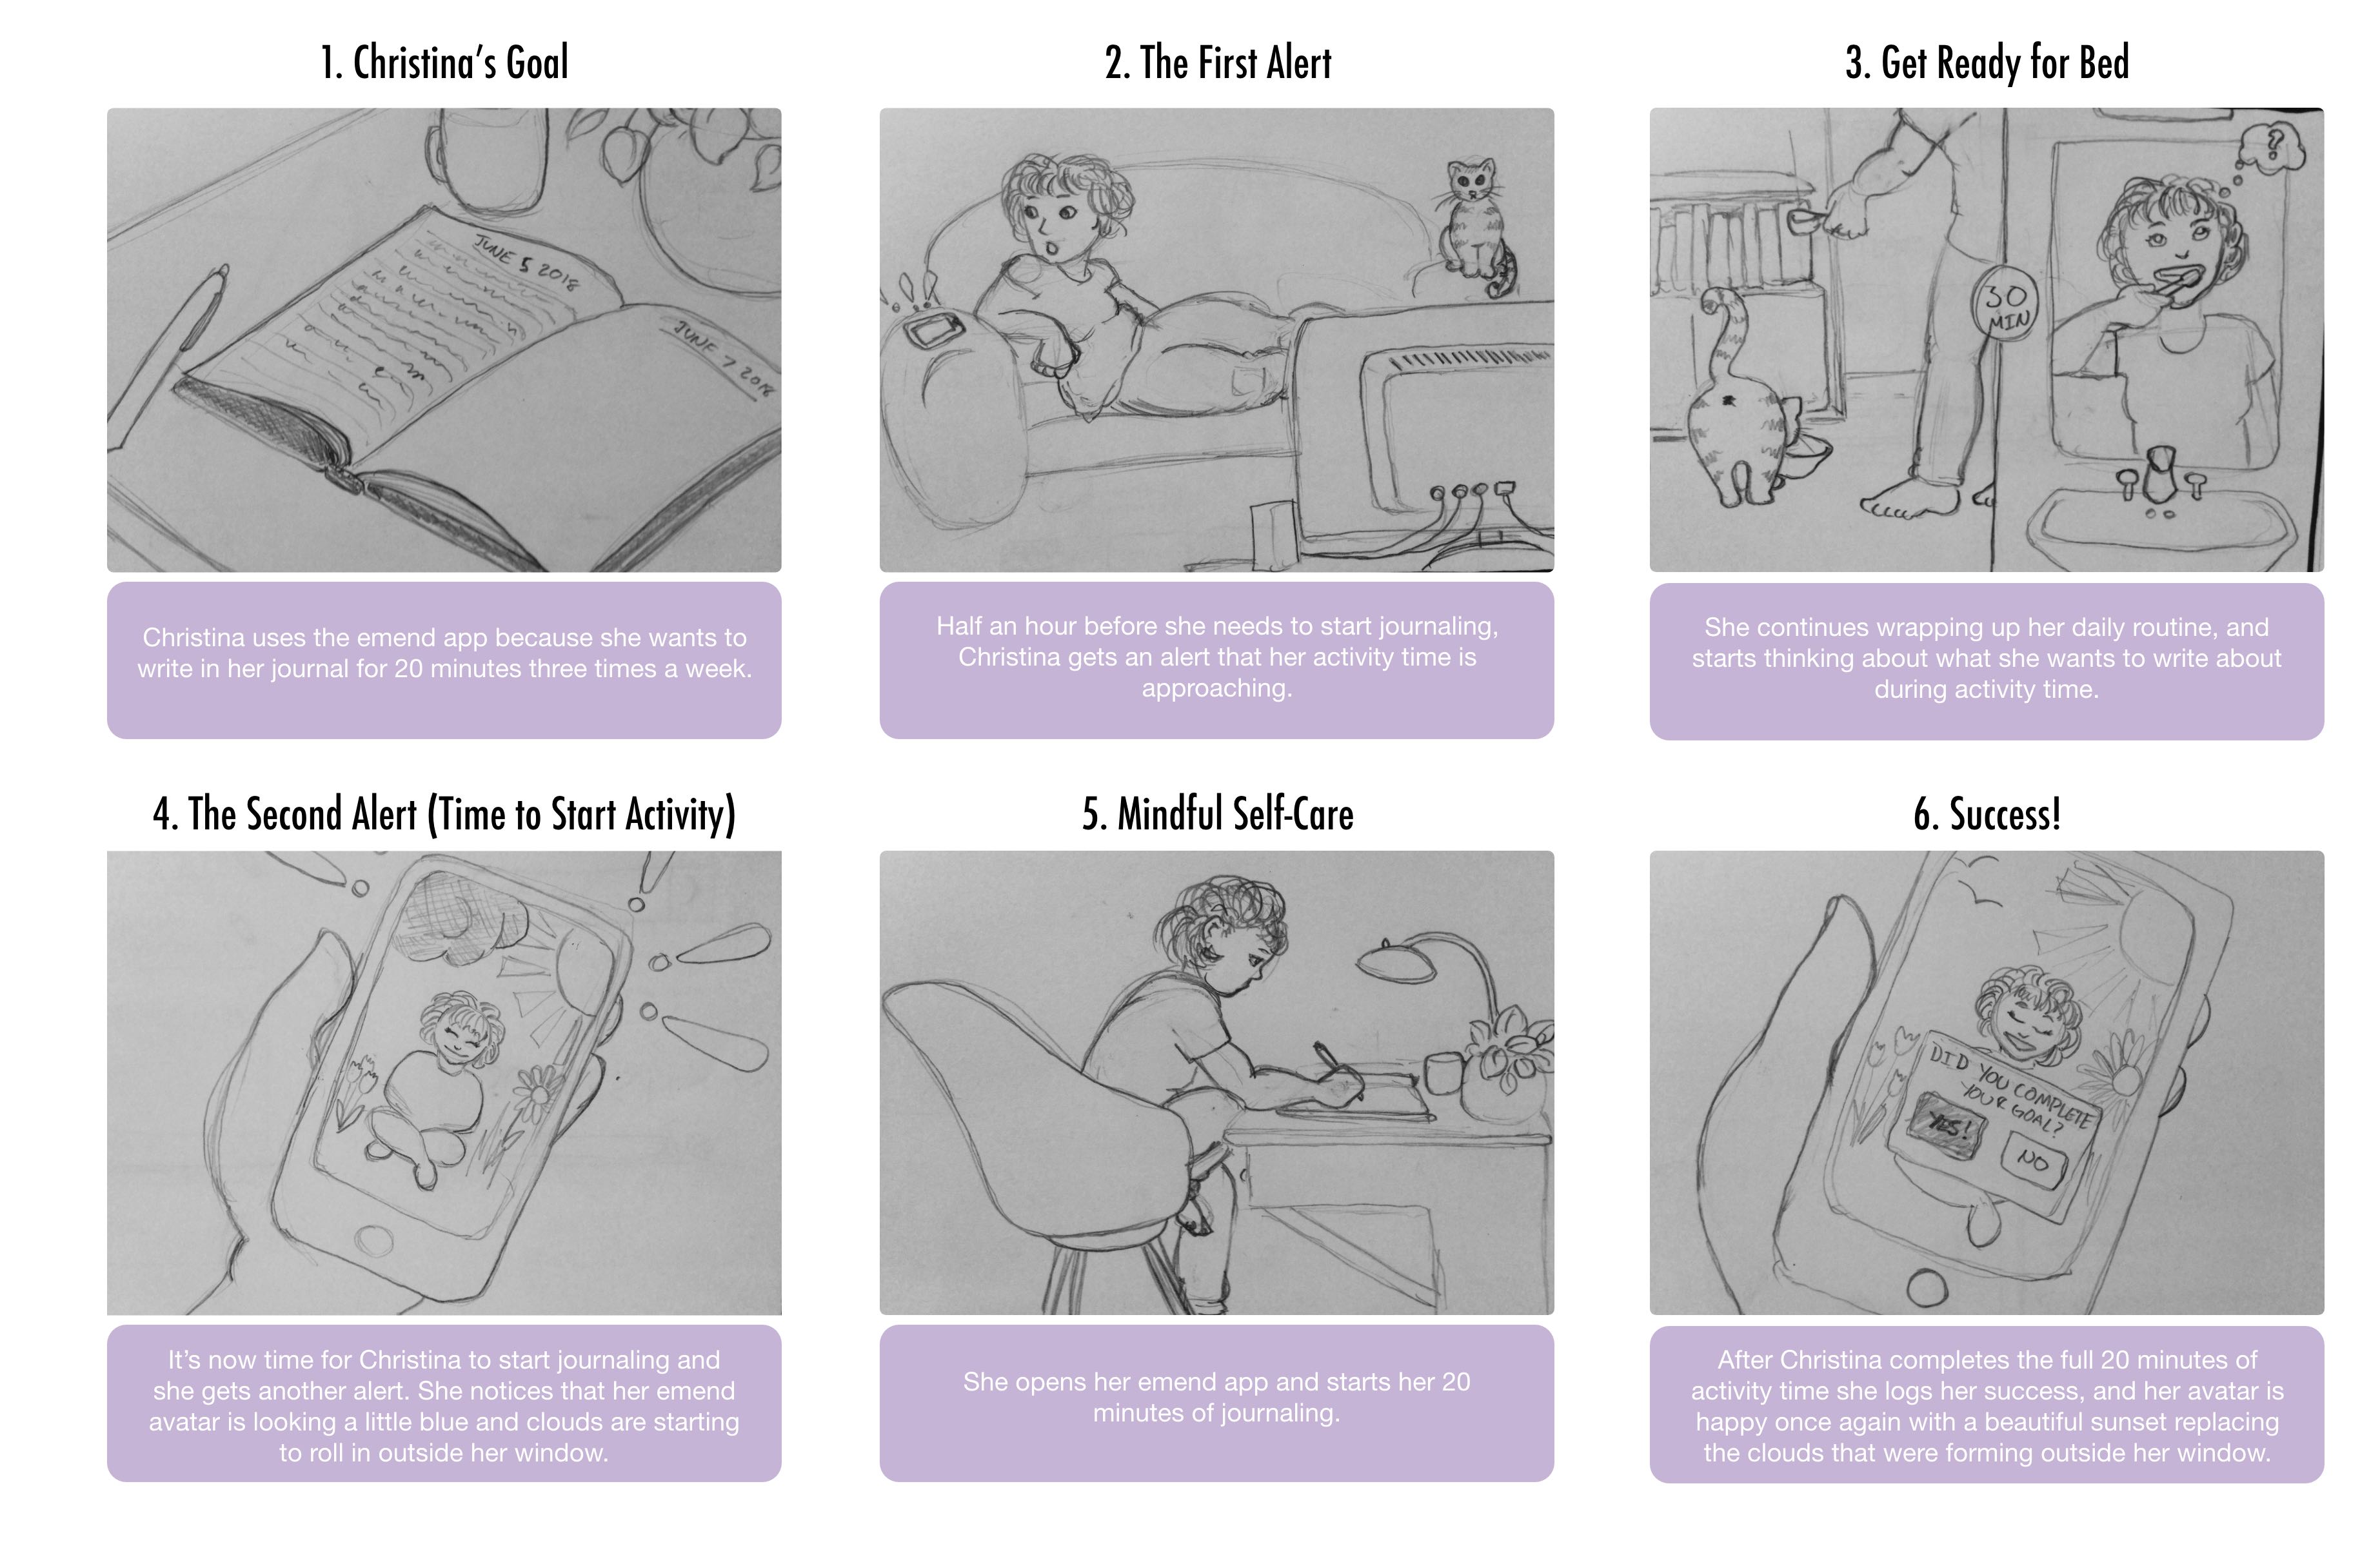 1. Christina’s Goal
JUNE 5 2018
JUNE 7 2018
Christina uses the emend app because she wants to
write in her journal for 20 minutes three times a week.
2. The First Alert
Half an hour before she needs to start journaling,
Christina gets an alert that her activity time is
approaching.
3. Get Ready for Bed
?
30
MIN
She continues wrapping up her daily routine, and
starts thinking about what she wants to write about
during activity time.
4. The Second Alert (Time to Start Activity)
It’s now time for Christina to start journaling and
she gets another alert. She notices that her emend
avatar is looking a little blue and clouds are starting
to roll in outside her window.
5. Mindful Self-Care
She opens her emend app and starts her 20
minutes of journaling.
6. Success!
DID YOU COMPLETE
YOUR GOAL?
YES!
NO
After Christina completes the full 20 minutes of
activity time she logs her success, and her avatar is
happy once again with a beautiful sunset replacing
the clouds that were forming outside her window.